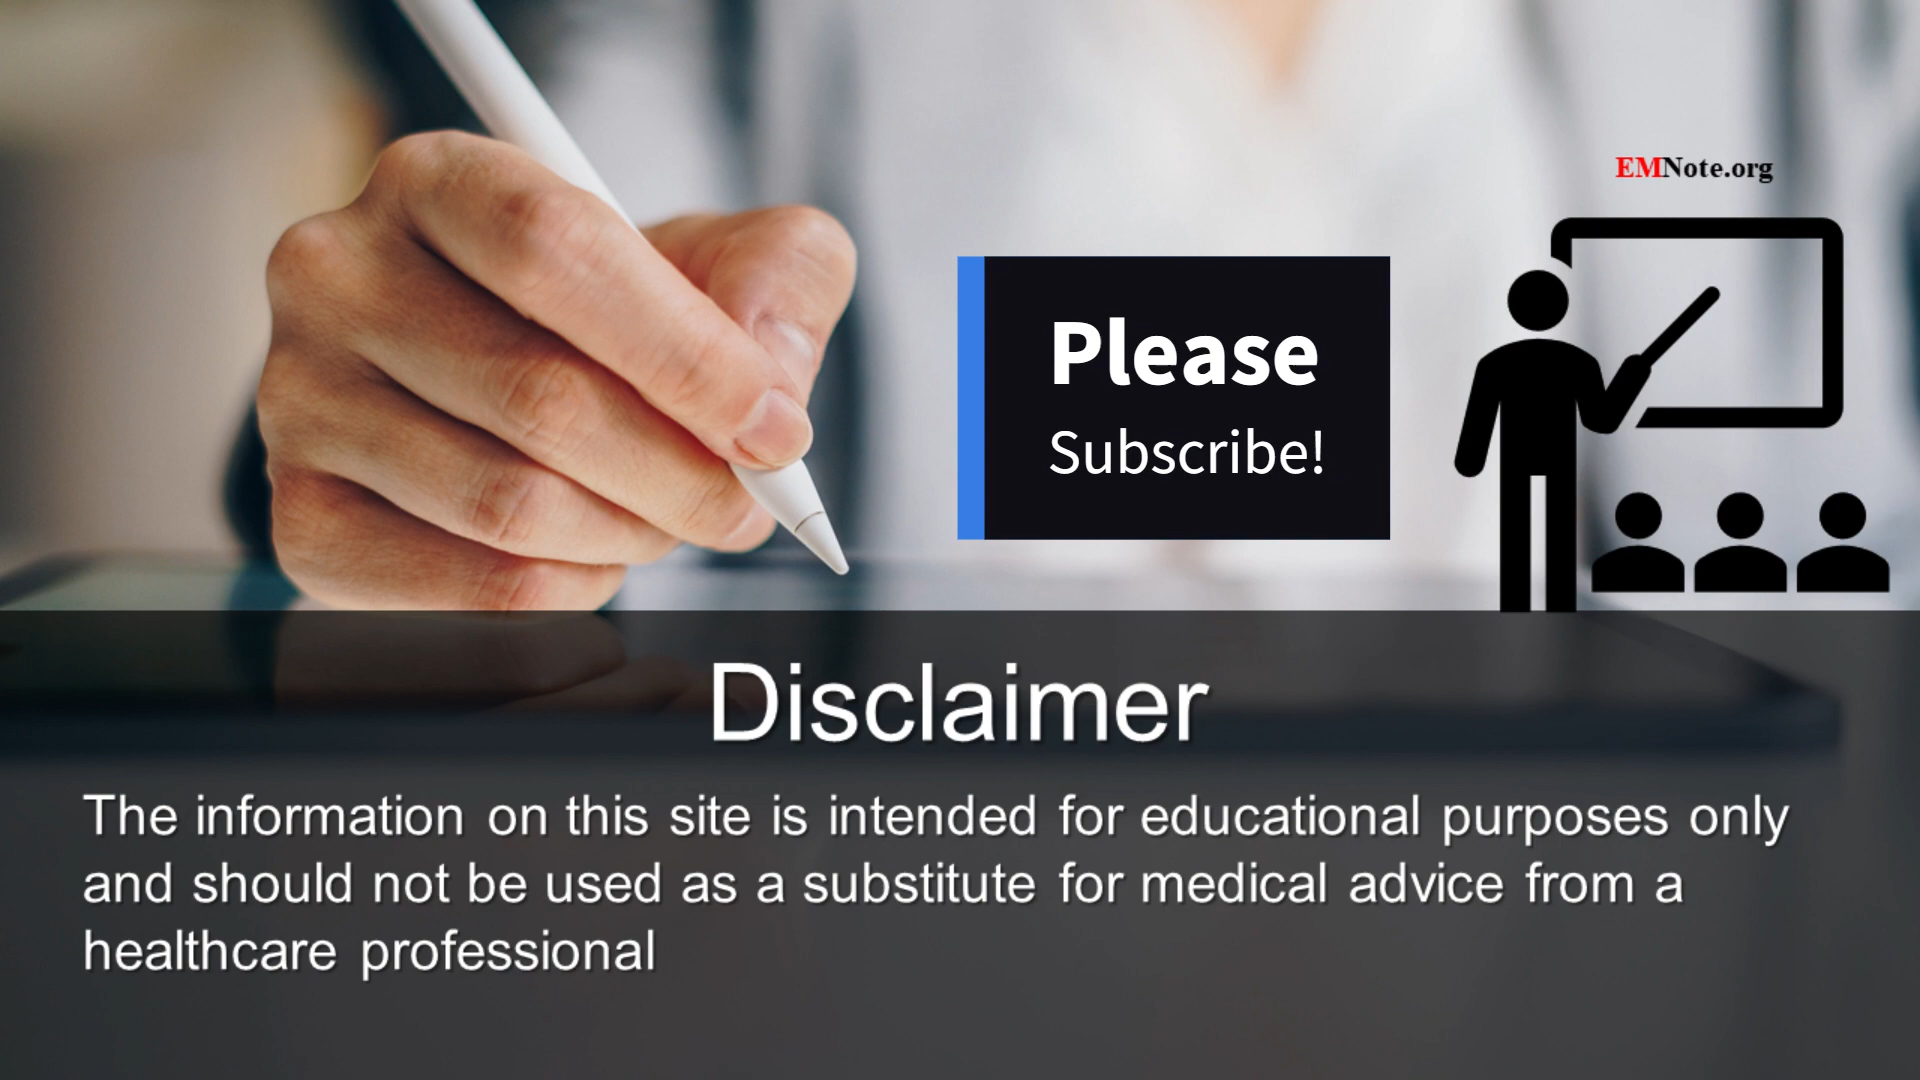 EMNote.org
Please
Subscribe!
Disclaimer
The information on this site is intended for educational purposes only
and should not be used as a substitute for medical advice from a
healthcare professional